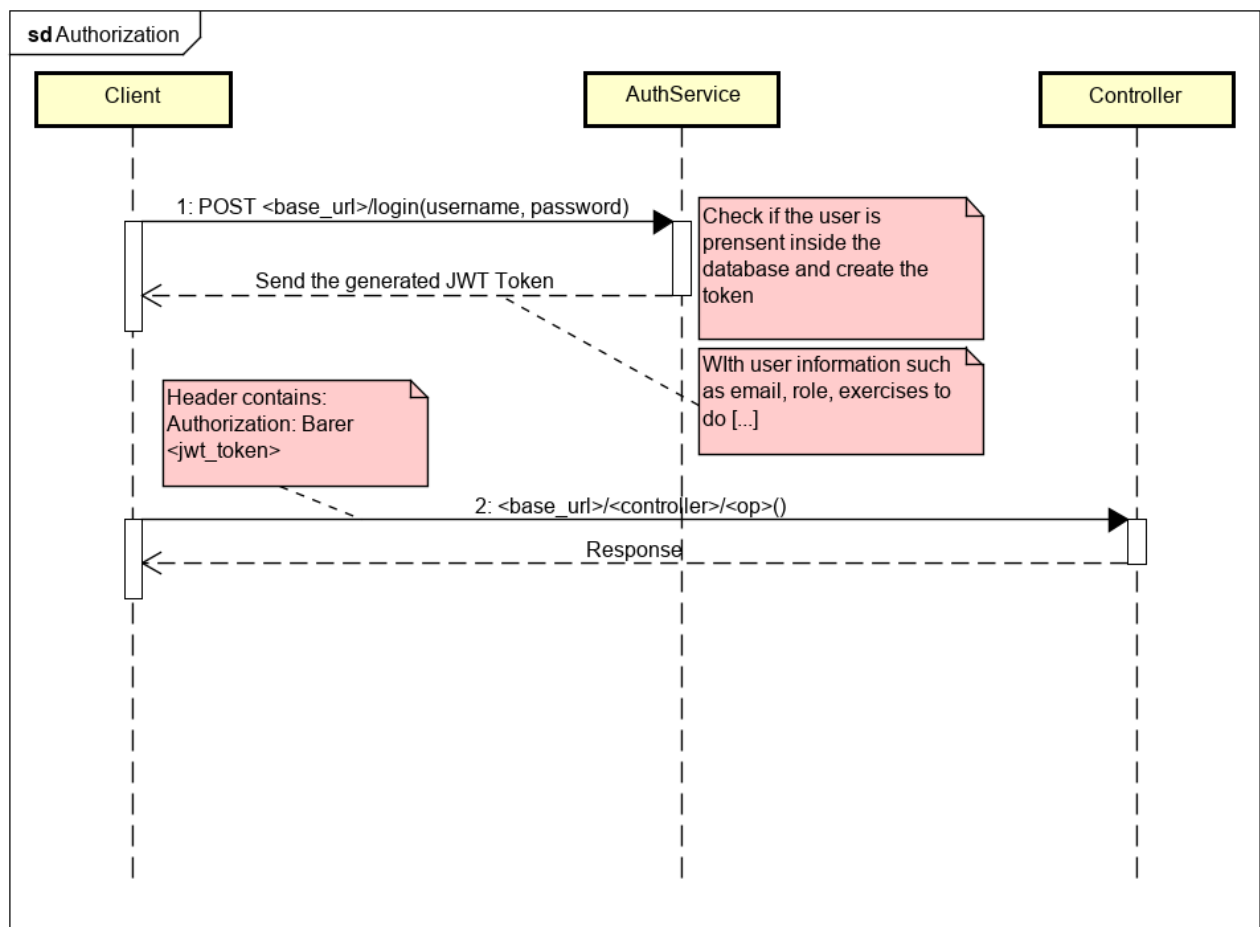 sd Authorization
Client
AuthService
Controller
1: POST <base_url>/login(username, password)
Check if the user is
prensent inside the
database and create the
token
Send the generated JWT Token
WIth user information such
as email, role, exercises to
do [...]
Header contains:
Authorization: Barer
<jwt_token>
2: <base_url>/<controller>/<op>()
Response